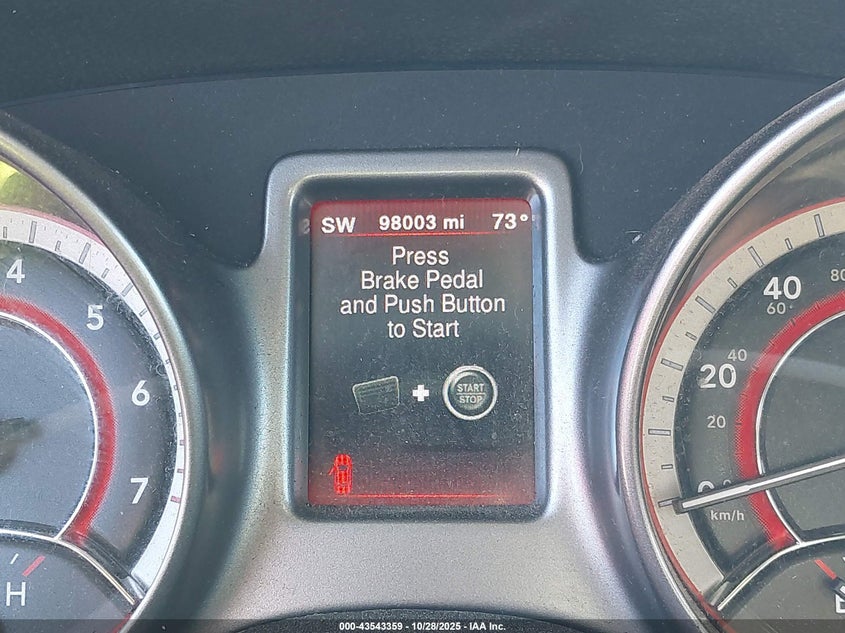 SW 98003 mi 73°
Press
Brake Pedal
and Push Button
to Start
START
STOP
4
5
6
7
H
40
80
60
20
40
20
0
km/h
000-43543359 - 10/28/2025 - IAA Inc.